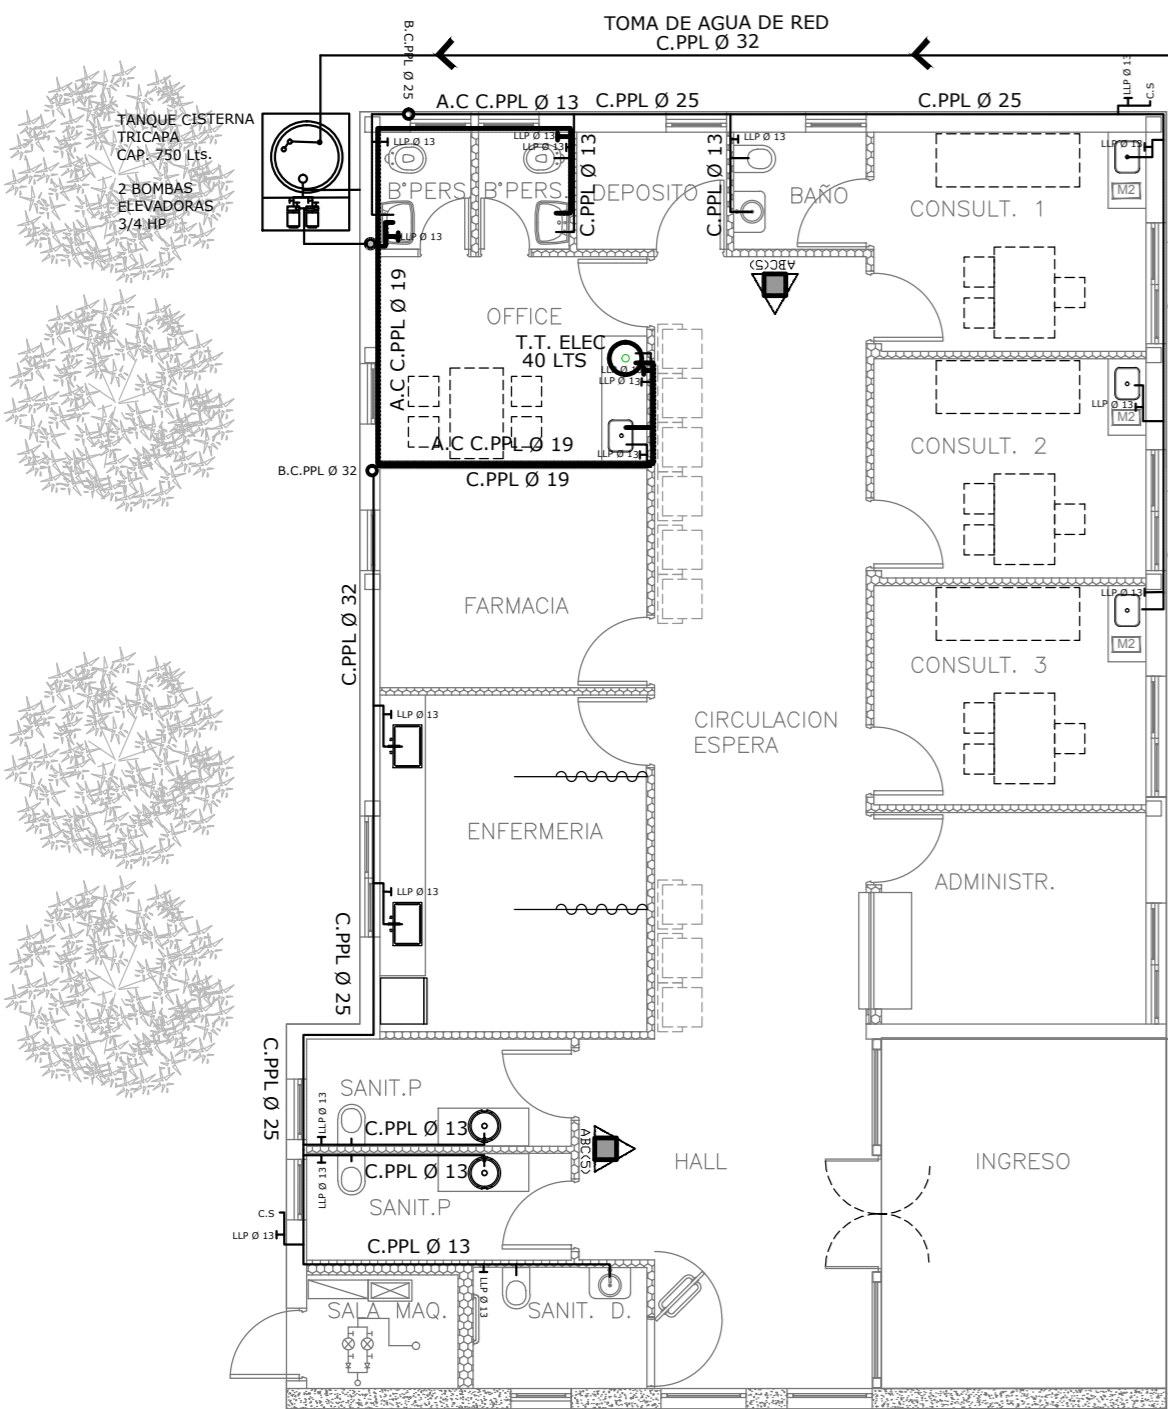 TOMA DE AGUA DE RED
C.PPL Ø 32
B.C.PPL Ø 25
A.C C.PPL Ø 13
C.PPL Ø 25
C.PPL Ø 25
LLP Ø 13
C.S
TANQUE CISTERNA
TRICAPA
CAP. 750 Lts.
2 BOMBAS
ELEVADORAS
3/4 HP
LLP Ø 13
LLP Ø 13
LLP Ø 13
LLP Ø 13
LLP Ø 13
B°PERS.
B°PERS.
C.PPL Ø 13
DEPOSITO
C.PPL Ø 13
BAÑO
CONSULT. 1
M2
LLP Ø 13
ABC(5)
A.C C.PPL Ø 19
OFFICE
T.T. ELEC
40 LTS
LLP Ø 13
LLP Ø 13
A.C C.PPL Ø 19
LLP Ø 13
C.PPL Ø 19
B.C.PPL Ø 32
CONSULT. 2
LLP Ø 13
M2
C.PPL Ø 32
FARMACIA
LLP Ø 13
CONSULT. 3
M2
LLP Ø 13
CIRCULACION
ESPERA
ENFERMERIA
LLP Ø 13
C.PPL Ø 25
ADMINISTR.
C.PPL Ø 25
SANIT.P
LLP Ø 13
C.PPL Ø 13
ABC(5)
HALL
INGRESO
LLP Ø 13
C.PPL Ø 13
SANIT.P
C.S
LLP Ø 13
C.PPL Ø 13
LLP Ø 13
SALA MAQ.
SANIT. D.